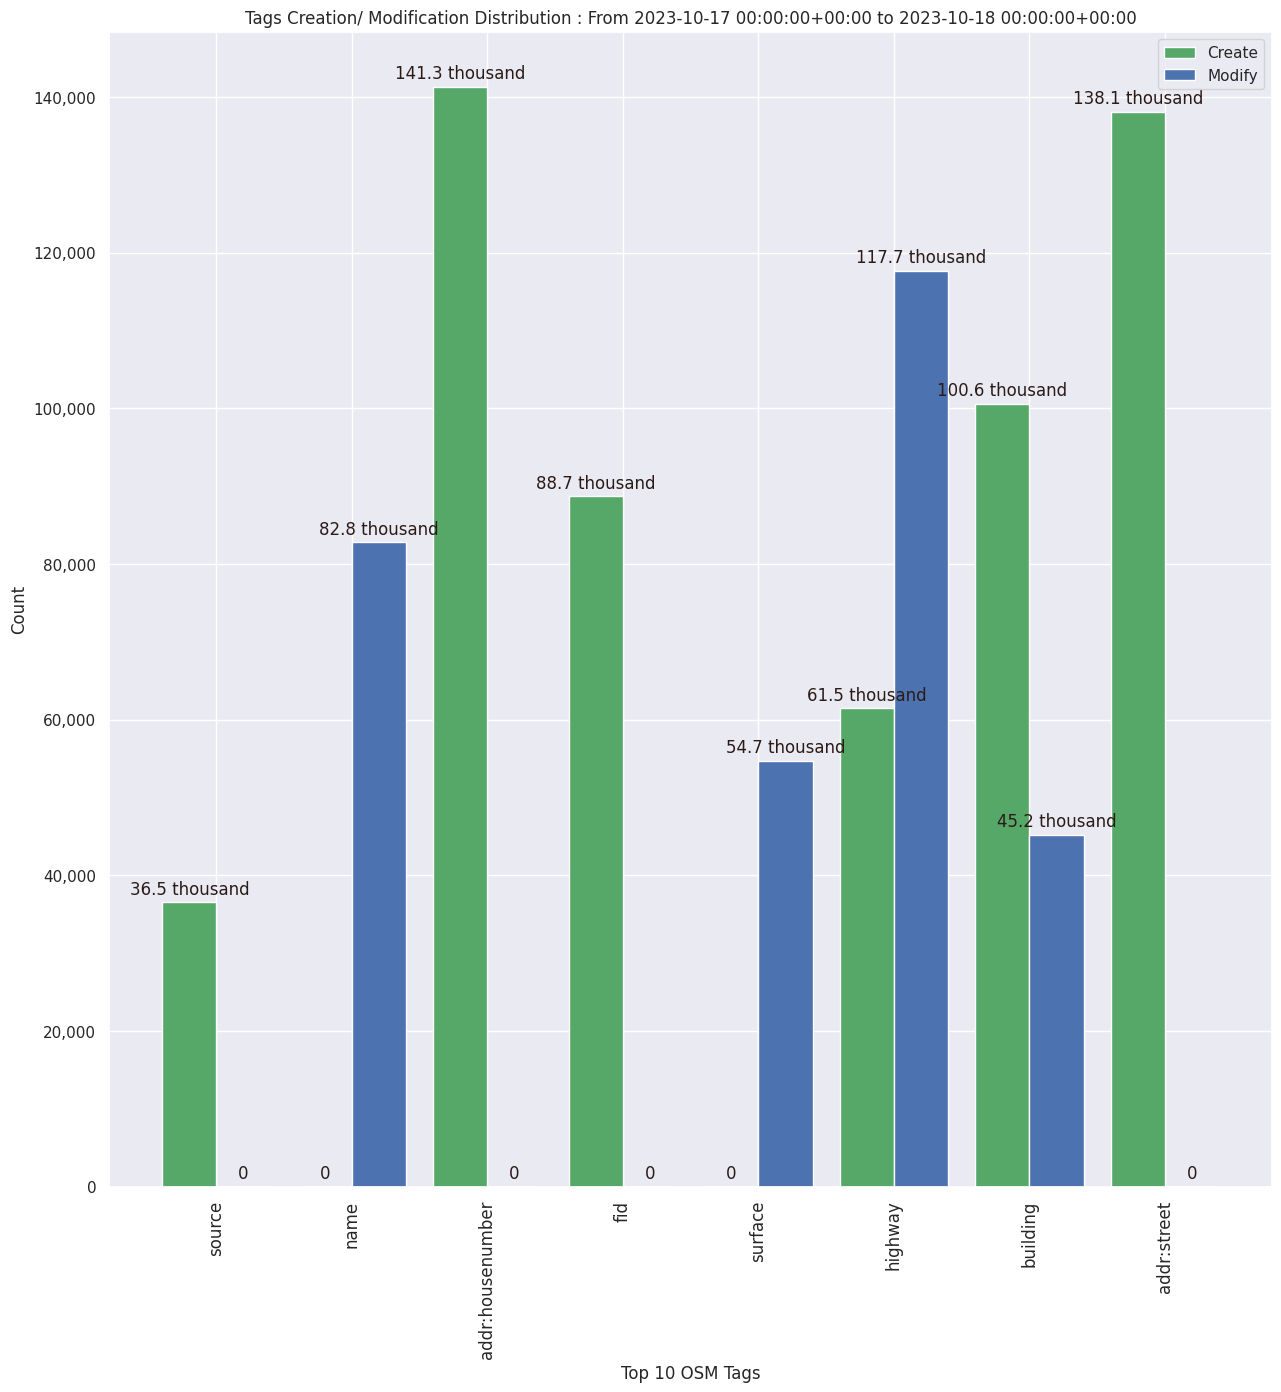 Tags Creation/ Modification Distribution : From 2023-10-17 00:00:00+00:00 to 2023-10-18 00:00:00+00:00
Create
Modify
141.3 thousand
138.1 thousand
117.7 thousand
100.6 thousand
88.7 thousand
82.8 thousand
61.5 thousand
54.7 thousand
45.2 thousand
36.5 thousand
0
0
0
0
0
0
140,000
120,000
100,000
80,000
60,000
40,000
20,000
0
Count
source
name
addr:housenumber
fid
surface
highway
building
addr:street
Top 10 OSM Tags